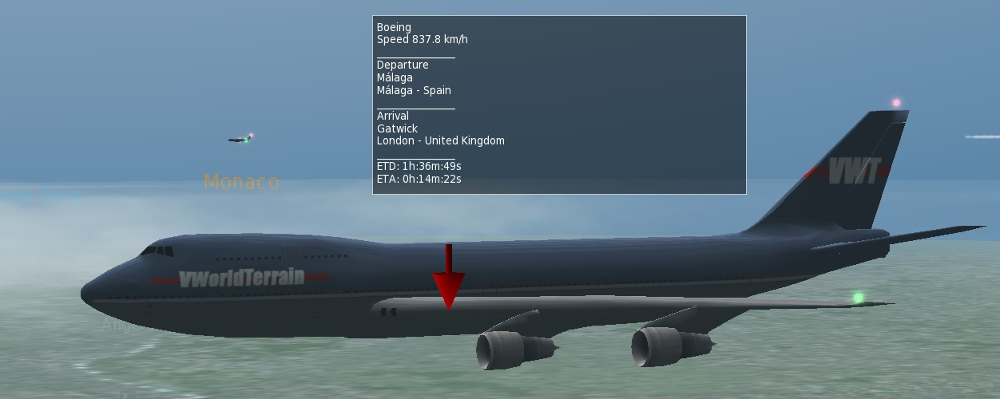 Boeing
Speed 837.8 km/h
Departure
Málaga
Málaga - Spain
Arrival
Gatwick
London - United Kingdom
ETD: 1h:36m:49s
ETA: 0h:14m:22s
VWT
Monaco
VWorldTerrain